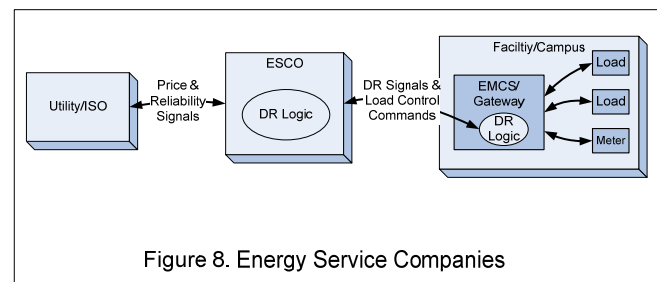 Utility/ISO
Price &
Reliability
Signals
ESCO
DR Logic
DR Signals &
Load Control
Commands
Faciltiy/Campus
EMCS/
Gateway
DR
Logic
Load
Load
Meter
Figure 8. Energy Service Companies